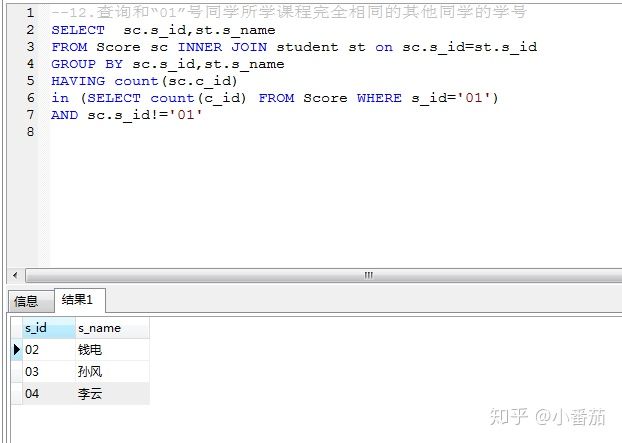 1 --12.查询和“01”号同学所学课程完全相同的其他同学的学号
2 SELECT  sc.s_id,st.s_name
3 FROM Score sc INNER JOIN student st on sc.s_id=st.s_id
4 GROUP BY sc.s_id,st.s_name
5 HAVING count(sc.c_id)
6 in (SELECT count(c_id) FROM Score WHERE s_id='01')
7 AND sc.s_id!='01'
8
信息 结果1
s_id s_name
02 钱电
03 孙风
04 李云
知乎 @小番茄